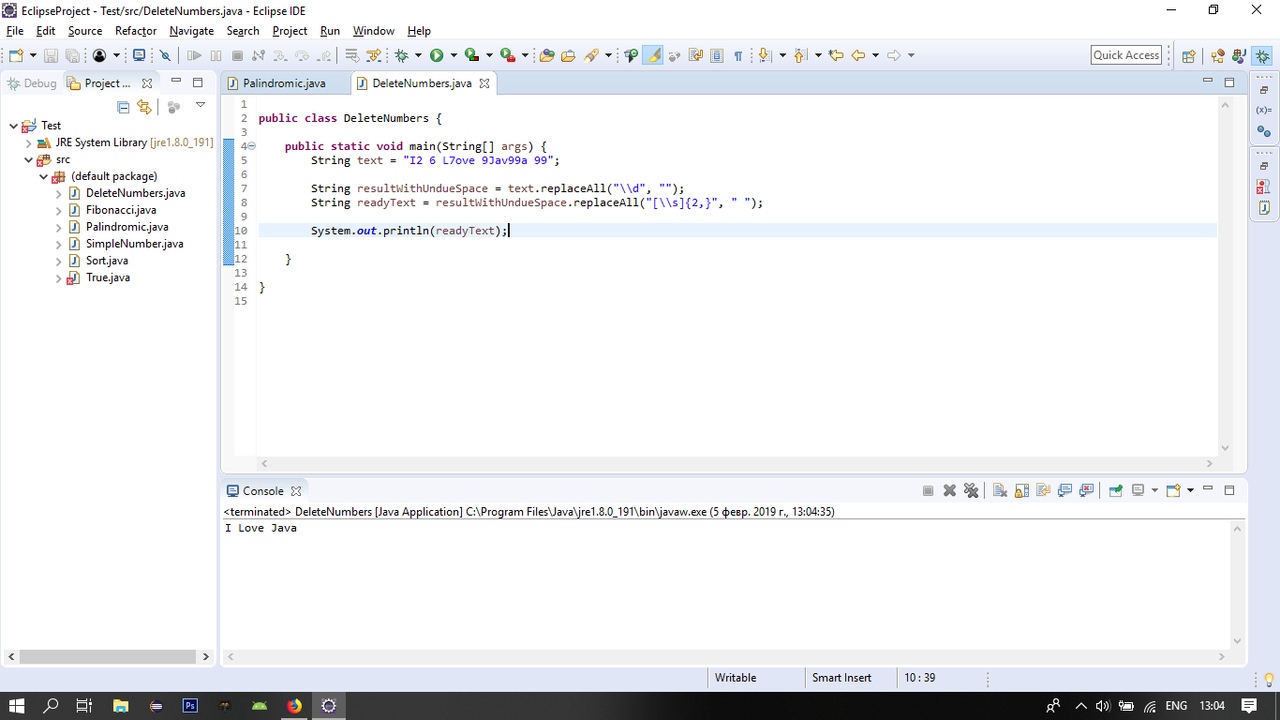 EclipseProject - Test/src/DeleteNumbers.java - Eclipse IDE
File Edit Source Refactor Navigate Search Project Run Window Help
Quick Access
Debug Project ...
Palindromic.java DeleteNumbers.java
Test
JRE System Library [jre1.8.0_191]
src
(default package)
DeleteNumbers.java
Fibonacci.java
Palindromic.java
SimpleNumber.java
Sort.java
True.java
1
2 public class DeleteNumbers {
3
4 public static void main(String[] args) {
5 String text = "I2 6 L7ove 9Jav99a 99";
6
7 String resultWithUndueSpace = text.replaceAll("\\d", "");
8 String readyText = resultWithUndueSpace.replaceAll("[\\s]{2,}", " ");
9
10 System.out.println(readyText);
11
12 }
13
14 }
15
Console
<terminated> DeleteNumbers [Java Application] C:\Program Files\Java\jre1.8.0_191\bin\javaw.exe (5 февр. 2019 г., 13:04:35)
I Love Java
Writable Smart Insert 10 : 39
Ps ENG 13:04